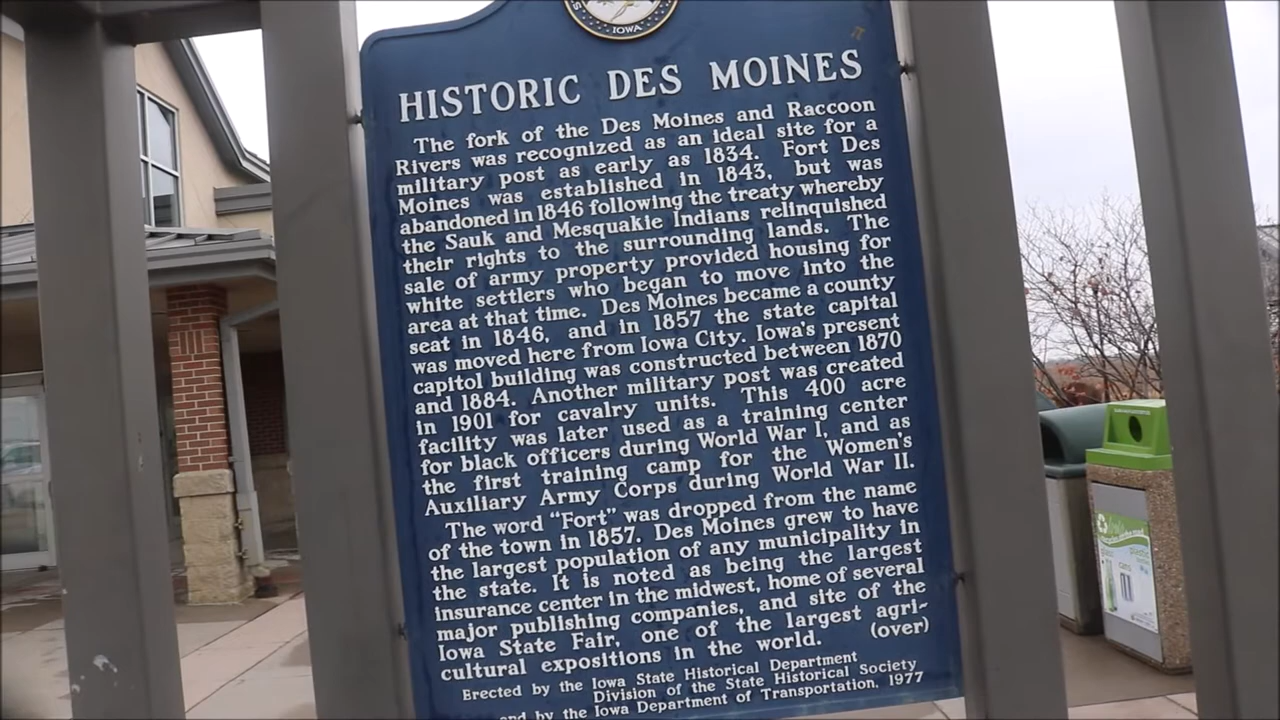 IOWA
HISTORIC DES MOINES
The fork of the Des Moines and Raccoon
Rivers was recognized as an ideal site for a
military post as early as 1834. Fort Des
Moines was established in 1843, but was
abandoned in 1846 following the treaty whereby
the Sauk and Mesquakie Indians relinquished
their rights to the surrounding lands. The
sale of army property provided housing for
white settlers who began to move into the
area at that time. Des Moines became a county
seat in 1846, and in 1857 the state capital
was moved here from Iowa City. Iowa's present
capitol building was constructed between 1870
and 1884. Another military post was created
in 1901 for cavalry units. This 400 acre
facility was later used as a training center
for black officers during World War I, and as
the first training camp for the Women's
Auxiliary Army Corps during World War II.
The word "Fort" was dropped from the name
of the town in 1857. Des Moines grew to have
the largest population of any municipality in
the state. It is noted as being the largest
insurance center in the midwest, home of several
major publishing companies, and site of the
Iowa State Fair, one of the largest agri-
cultural expositions in the world. (over)
Erected by the Iowa State Historical Department
Division of the State Historical Society
and by the Iowa Department of Transportation, 1977